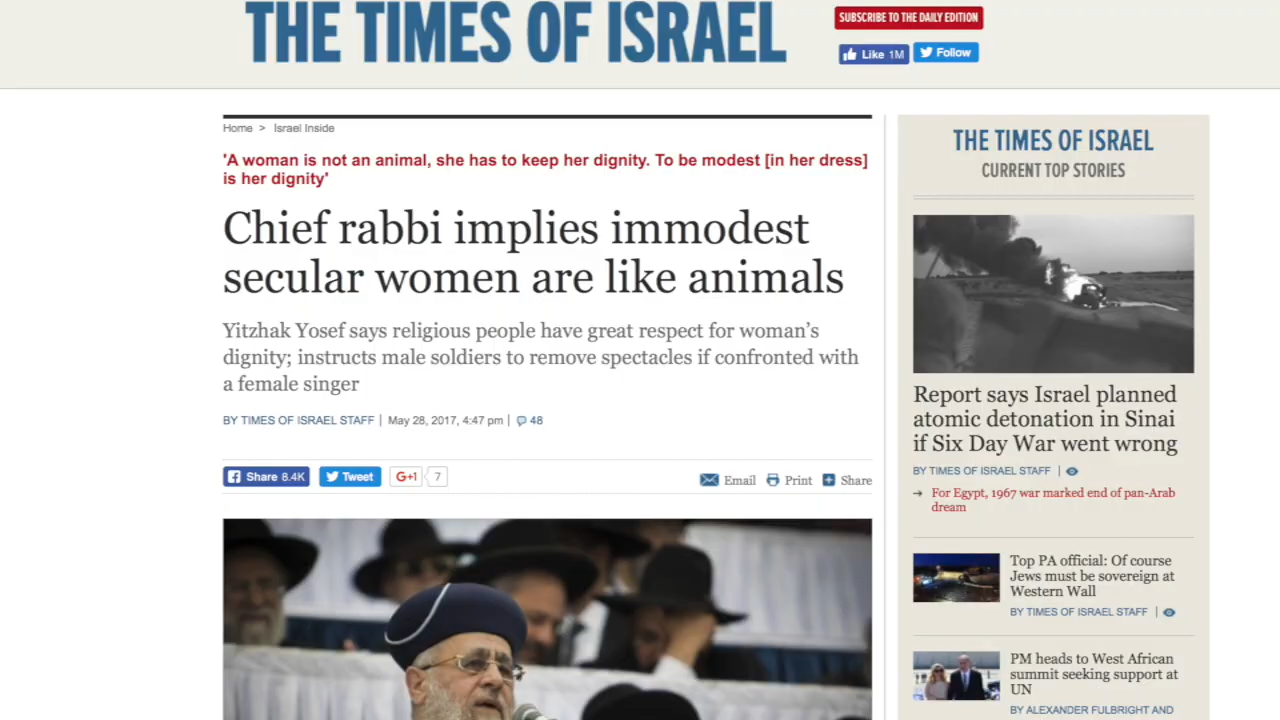 THE TIMES OF ISRAEL
SUBSCRIBE TO THE DAILY EDITION
Like 1M
Follow
Home > Israel Inside
'A woman is not an animal, she has to keep her dignity. To be modest [in her dress]
is her dignity'
Chief rabbi implies immodest
secular women are like animals
Yitzhak Yosef says religious people have great respect for woman's
dignity; instructs male soldiers to remove spectacles if confronted with
a female singer
BY TIMES OF ISRAEL STAFF | May 28, 2017, 4:47 pm | 48
Share 8.4K
Tweet
G+1
7
Email
Print
Share
THE TIMES OF ISRAEL
CURRENT TOP STORIES
Report says Israel planned
atomic detonation in Sinai
if Six Day War went wrong
BY TIMES OF ISRAEL STAFF |
→ For Egypt, 1967 war marked end of pan-Arab
dream
Top PA official: Of course
Jews must be sovereign at
Western Wall
BY TIMES OF ISRAEL STAFF |
PM heads to West African
summit seeking support at
UN
BY ALEXANDER FULBRIGHT AND